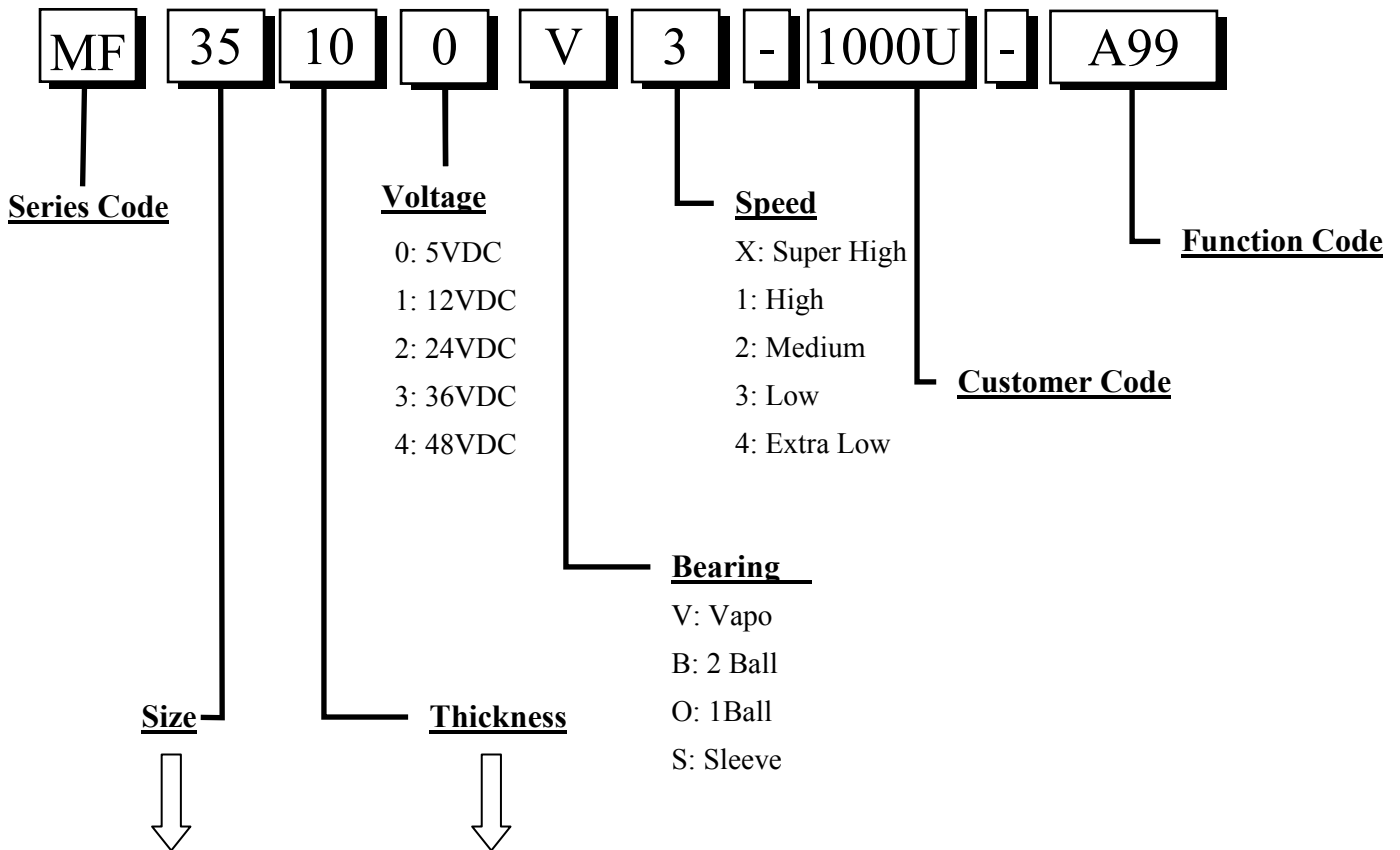 MF 35 10 0 V 3 - 1000U - A99
Series Code
Voltage
0: 5VDC
1: 12VDC
2: 24VDC
3: 36VDC
4: 48VDC
Speed
X: Super High
1: High
2: Medium
3: Low
4: Extra Low
Function Code
Customer Code
Bearing
V: Vapo
B: 2 Ball
O: 1Ball
S: Sleeve
Size
Thickness